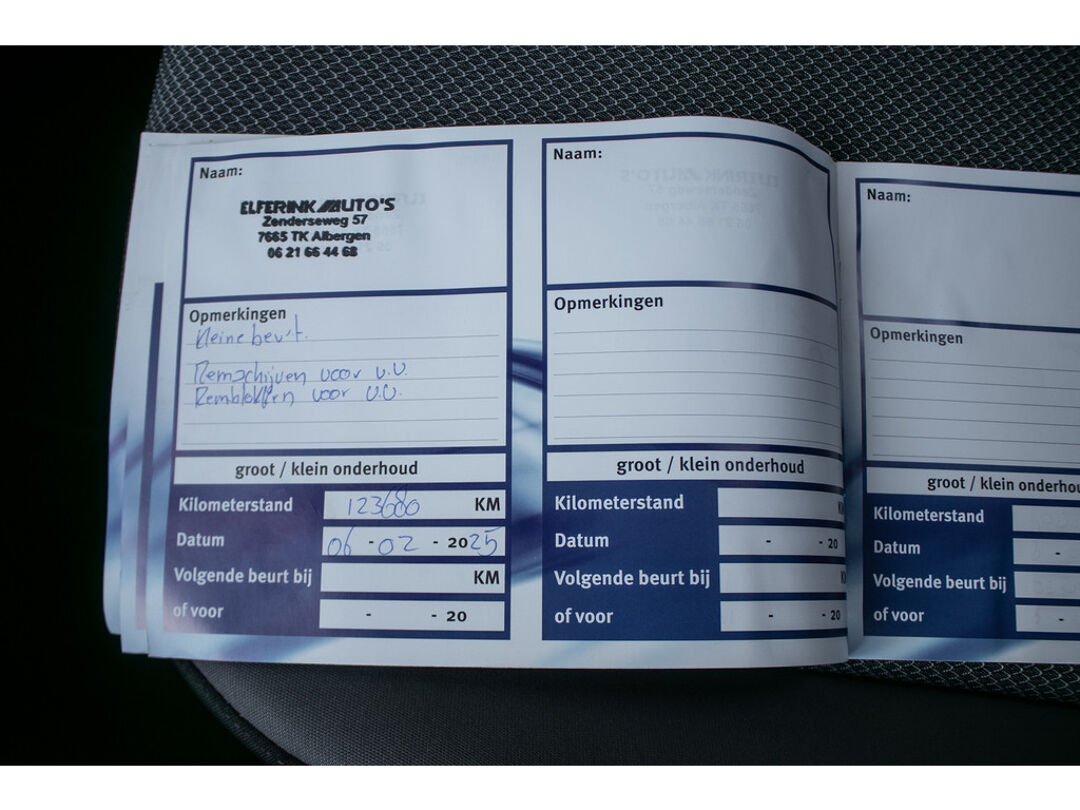 Naam:
ELFERINK AUTO'S
Zenderseweg 57
7665 TK Albergen
06 21 66 44 68
Opmerkingen
Kleine beurt.
Remschijven voor v.v.
Remblokken voor v.v.
groot / klein onderhoud
Kilometerstand 123680 KM
Datum 06 - 02 - 2025
Volgende beurt bij KM
of voor - - 20
Naam:
Opmerkingen
groot / klein onderhoud
Kilometerstand
Datum - - 20
Volgende beurt bij
of voor - - 20
Naam:
Opmerkingen
groot / klein onderhou
Kilometerstand
Datum -
Volgende beurt bij
of voor -